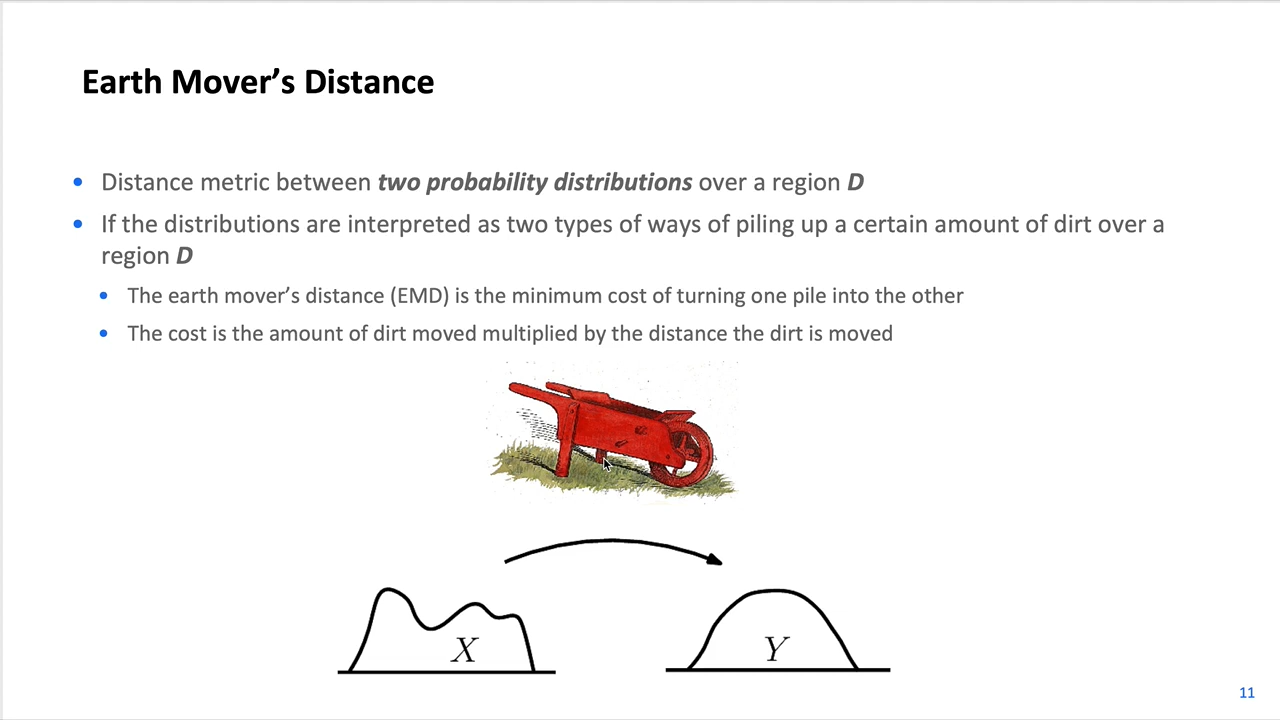 Earth Mover’s Distance
• Distance metric between two probability distributions over a region D
• If the distributions are interpreted as two types of ways of piling up a certain amount of dirt over a
region D
• The earth mover’s distance (EMD) is the minimum cost of turning one pile into the other
• The cost is the amount of dirt moved multiplied by the distance the dirt is moved
X
Y
11